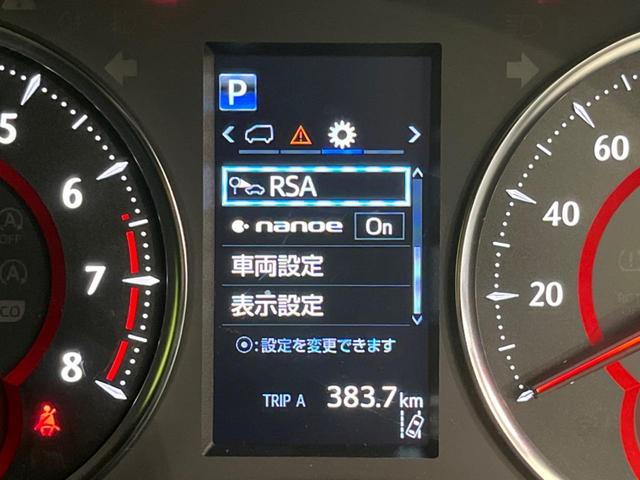 P
RSA
nanoe On
車両設定
表示設定
⦿:設定を変更できます
TRIP A 383.7 km
5
6
7
8
60
40
20
OFF
A
A